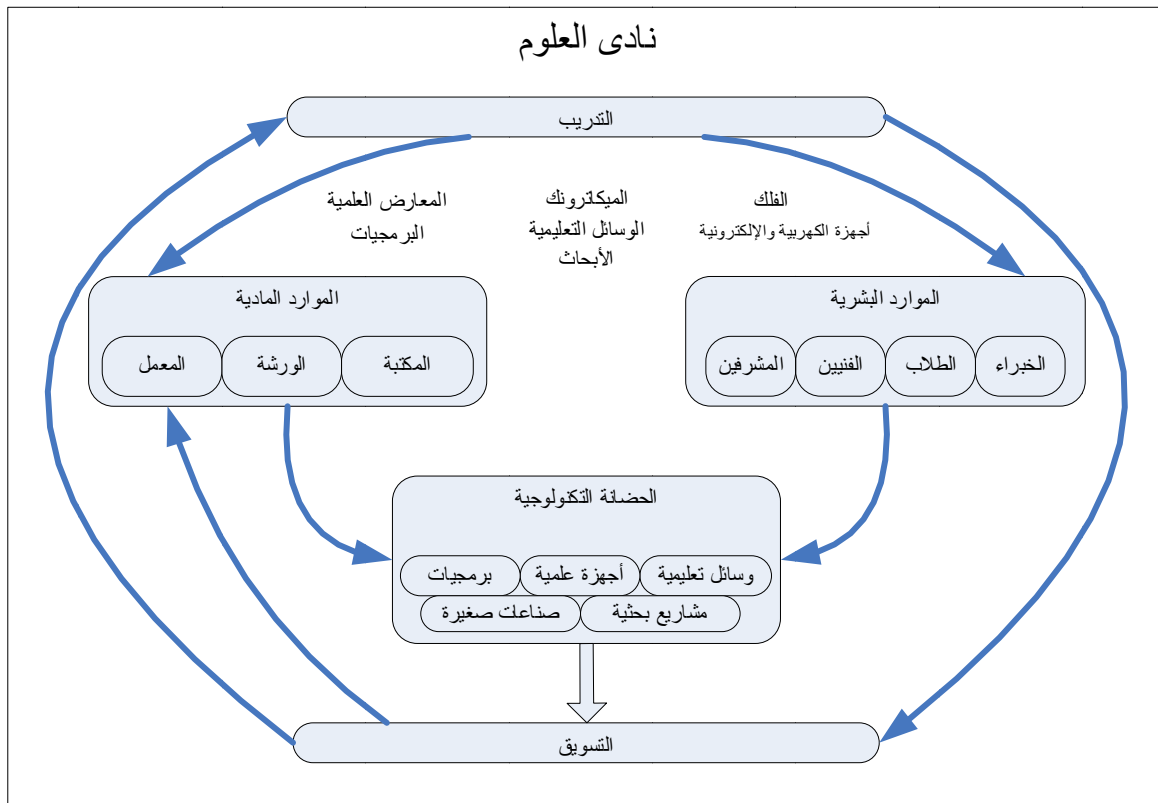 نادى العلوم
التدريب
الفلك
أجهزة الكهربية والإلكترونية
الميكاترونك
الوسائل التعليمية
الأبحاث
المعارض العلمية
البرمجيات
الموارد البشرية
الخبراء
الطلاب
الفنيين
المشرفين
الموارد المادية
المكتبة
الورشة
المعمل
الحضانة التكنولوجية
وسائل تعليمية
أجهزة علمية
برمجيات
مشاريع بحثية
صناعات صغيرة
التسويق